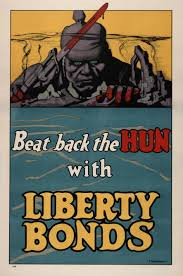 Beat back the HUN
with
LIBERTY
BONDS